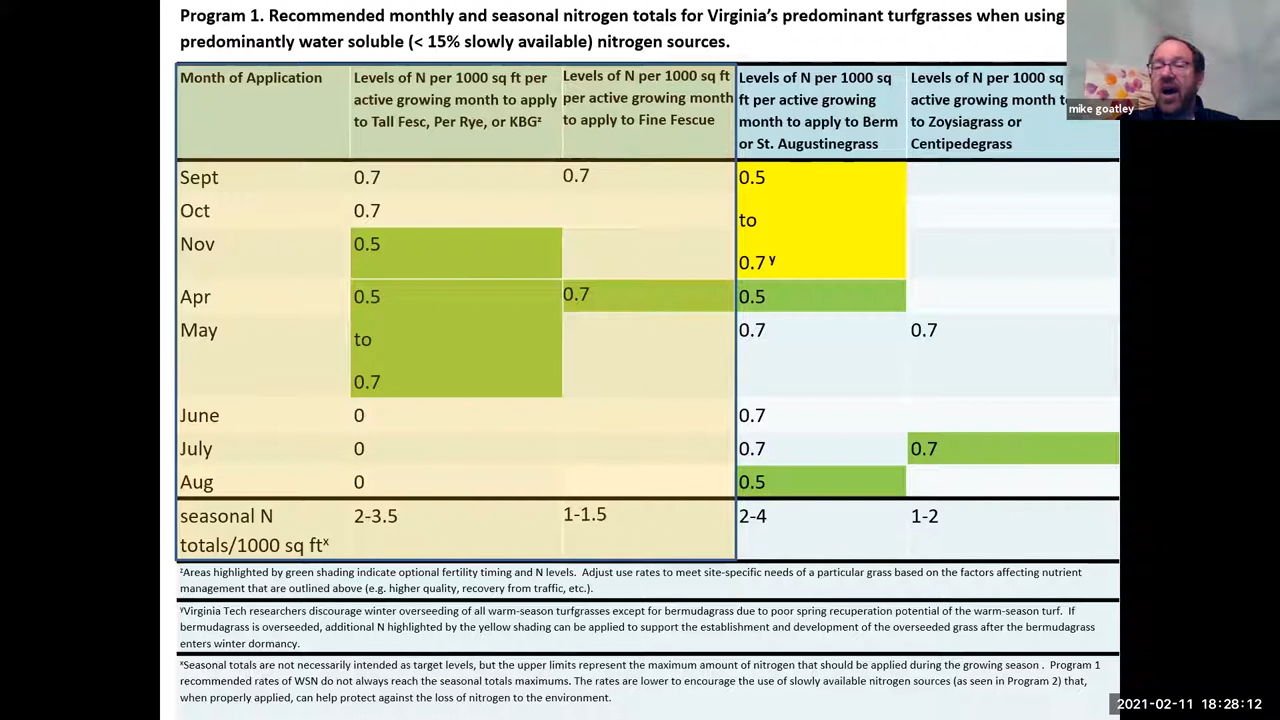 Program 1. Recommended monthly and seasonal nitrogen totals for Virginia's predominant turfgrasses when using
predominantly water soluble (< 15% slowly available) nitrogen sources.
mike goatley
Month of Application
Levels of N per 1000 sq ft per
active growing month to apply
to Tall Fesc, Per Rye, or KBGᶻ
Levels of N per 1000 sq ft
per active growing month
to apply to Fine Fescue
Levels of N per 1000 sq
ft per active growing
month to apply to Berm
or St. Augustinegrass
Levels of N per 1000 sq
active growing month
to Zoysiagrass or
Centipedegrass
Sept 0.7 0.7 0.5
Oct 0.7 to
Nov 0.5 0.7 ʸ
Apr 0.5 0.7 0.5
May to 0.7 0.7
0.7
June 0 0.7
July 0 0.7 0.7
Aug 0 0.5
seasonal N 2-3.5 1-1.5 2-4 1-2
totals/1000 sq ftˣ
ᶻAreas highlighted by green shading indicate optional fertility timing and N levels. Adjust use rates to meet site-specific needs of a particular grass based on the factors affecting nutrient
management that are outlined above (e.g. higher quality, recovery from traffic, etc.).
ʸVirginia Tech researchers discourage winter overseeding of all warm-season turfgrasses except for bermudagrass due to poor spring recuperation potential of the warm-season turf. If
bermudagrass is overseeded, additional N highlighted by the yellow shading can be applied to support the establishment and development of the overseeded grass after the bermudagrass
enters winter dormancy.
ˣSeasonal totals are not necessarily intended as target levels, but the upper limits represent the maximum amount of nitrogen that should be applied during the growing season . Program 1
recommended rates of WSN do not always reach the seasonal totals maximums. The rates are lower to encourage the use of slowly available nitrogen sources (as seen in Program 2) that,
when properly applied, can help protect against the loss of nitrogen to the environment.
2021-02-11 18:28:12